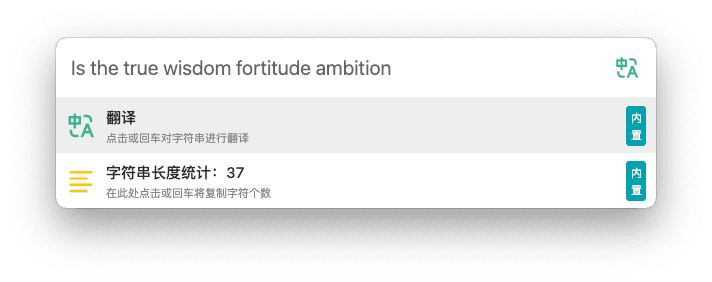 Is the true wisdom fortitude ambition
中A
中A
翻译
点击或回车对字符串进行翻译
内
置
字符串长度统计：37
在此处点击或回车将复制字符个数
内
置